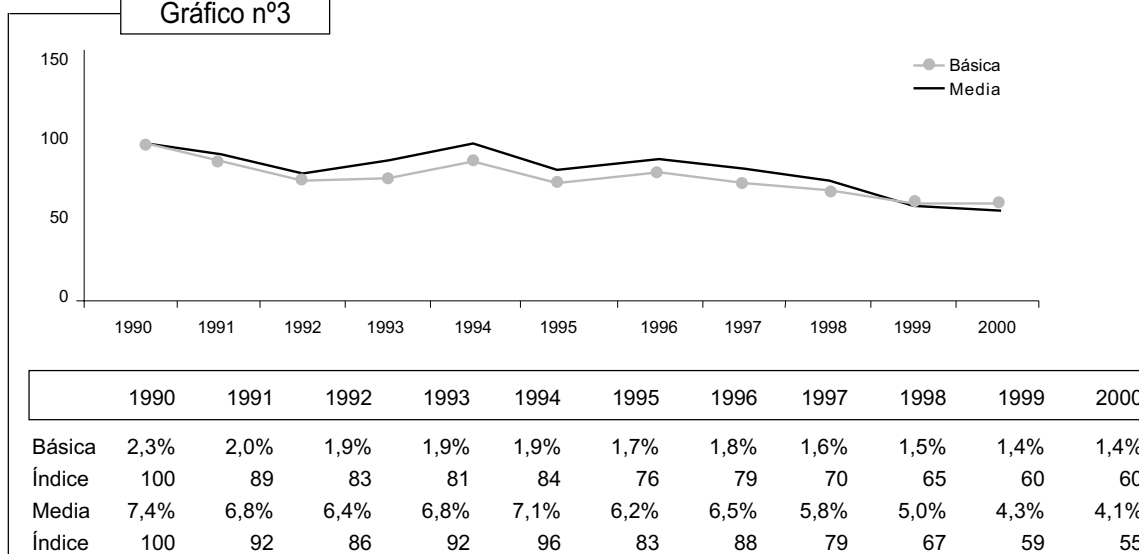 Gráfico nº3
150
100
50
0
Básica
Media
1990 1991 1992 1993 1994 1995 1996 1997 1998 1999 2000
1990 1991 1992 1993 1994 1995 1996 1997 1998 1999 2000
Básica 2,3% 2,0% 1,9% 1,9% 1,9% 1,7% 1,8% 1,6% 1,5% 1,4% 1,4%
Índice 100 89 83 81 84 76 79 70 65 60 60
Media 7,4% 6,8% 6,4% 6,8% 7,1% 6,2% 6,5% 5,8% 5,0% 4,3% 4,1%
Índice 100 92 86 92 96 83 88 79 67 59 55